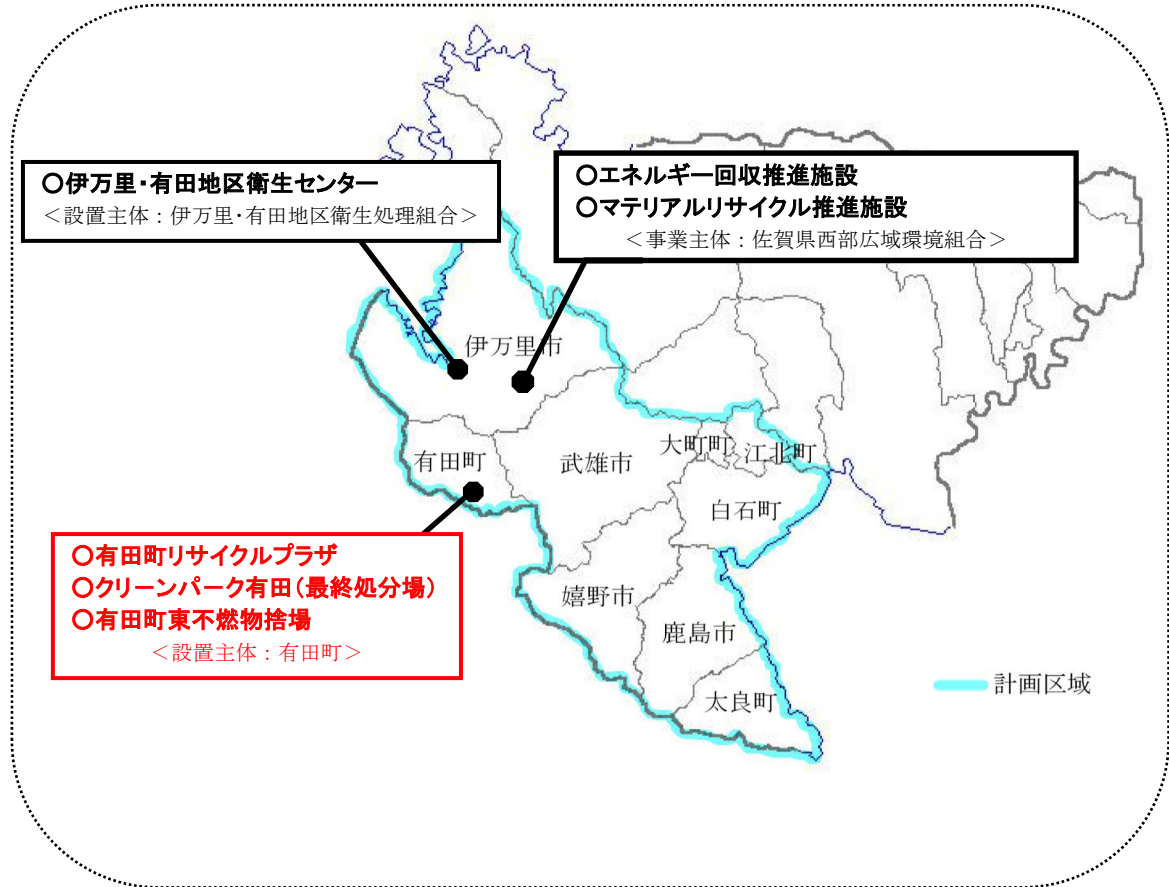 ○伊万里・有田地区衛生センター
＜設置主体：伊万里・有田地区衛生処理組合＞
○エネルギー回収推進施設
○マテリアルリサイクル推進施設
＜事業主体：佐賀県西部広域環境組合＞
伊万里市
大町町
江北町
有田町
武雄市
白石町
○有田町リサイクルプラザ
○クリーンパーク有田（最終処分場）
○有田町東不燃物捨場
＜設置主体：有田町＞
嬉野市
鹿島市
太良町
計画区域